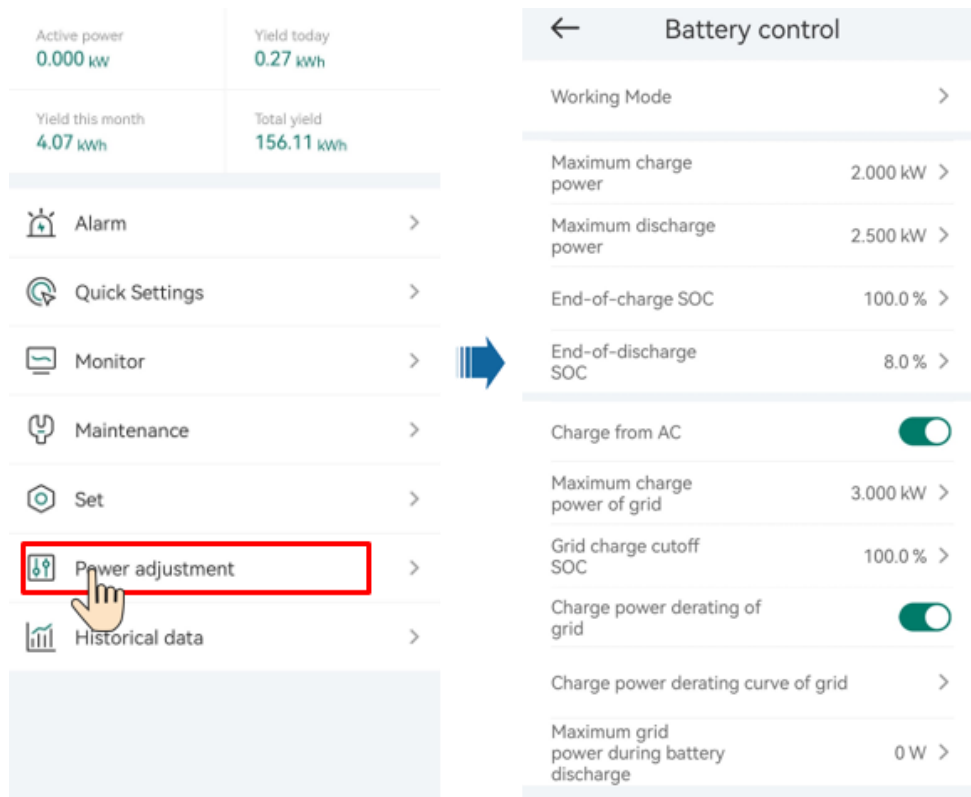 Active power
0.000 kW
Yield today
0.27 kWh
Yield this month
4.07 kWh
Total yield
156.11 kWh
Alarm
Quick Settings
Monitor
Maintenance
Set
Power adjustment
Historical data
Battery control
Working Mode
Maximum charge
power
2.000 kW
Maximum discharge
power
2.500 kW
End-of-charge SOC
100.0 %
End-of-discharge
SOC
8.0 %
Charge from AC
Maximum charge
power of grid
3.000 kW
Grid charge cutoff
SOC
100.0 %
Charge power derating of
grid
Charge power derating curve of grid
Maximum grid
power during battery
discharge
0 W